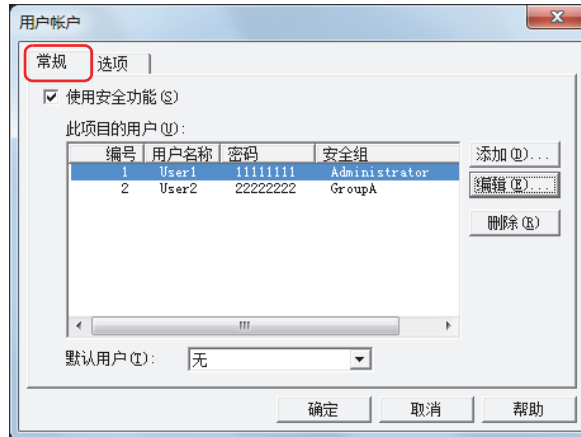 用户帐户
常规 选项
使用安全功能(S)
此项目的用户(U):
编号 用户名称 密码 安全组
1 User1 11111111 Administrator
2 User2 22222222 GroupA
添加(D)...
编辑(E)...
删除(R)
默认用户(T): 无
确定 取消 帮助